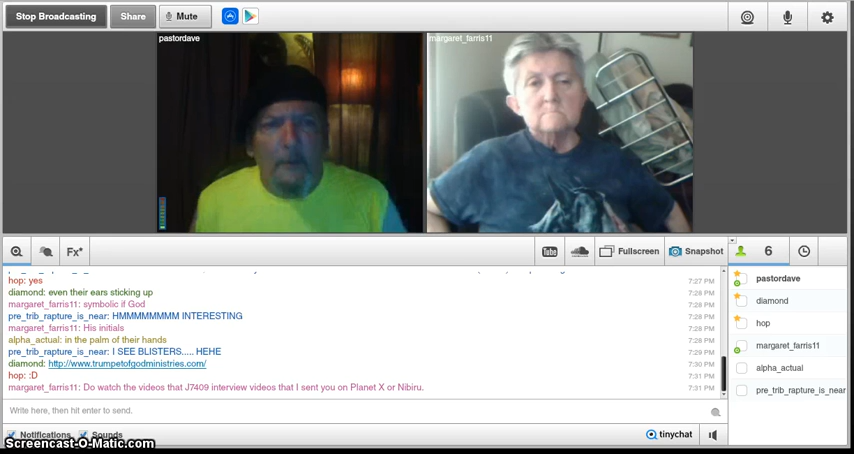 Stop Broadcasting
Share
Mute
pastordave
margaret_farris11
Fx*
You Tube
Fullscreen
Snapshot
6
hop: yes 7:27 PM
diamond: even their ears sticking up 7:28 PM
margaret_farris11: symbolic if God 7:28 PM
pre_trib_rapture_is_near: HMMMMMMMM INTERESTING 7:28 PM
margaret_farris11: His initials 7:28 PM
alpha_actual: in the palm of their hands 7:28 PM
pre_trib_rapture_is_near: I SEE BLISTERS..... HEHE 7:29 PM
diamond: http://www.trumpetofgodministries.com/ 7:30 PM
hop: :D 7:31 PM
margaret_farris11: Do watch the videos that J7409 interview videos that I sent you on Planet X or Nibiru. 7:31 PM
Write here, then hit enter to send.
Notifications
Sounds
tinychat
pastordave
diamond
hop
margaret_farris11
alpha_actual
pre_trib_rapture_is_near
Screencast-O-Matic.com